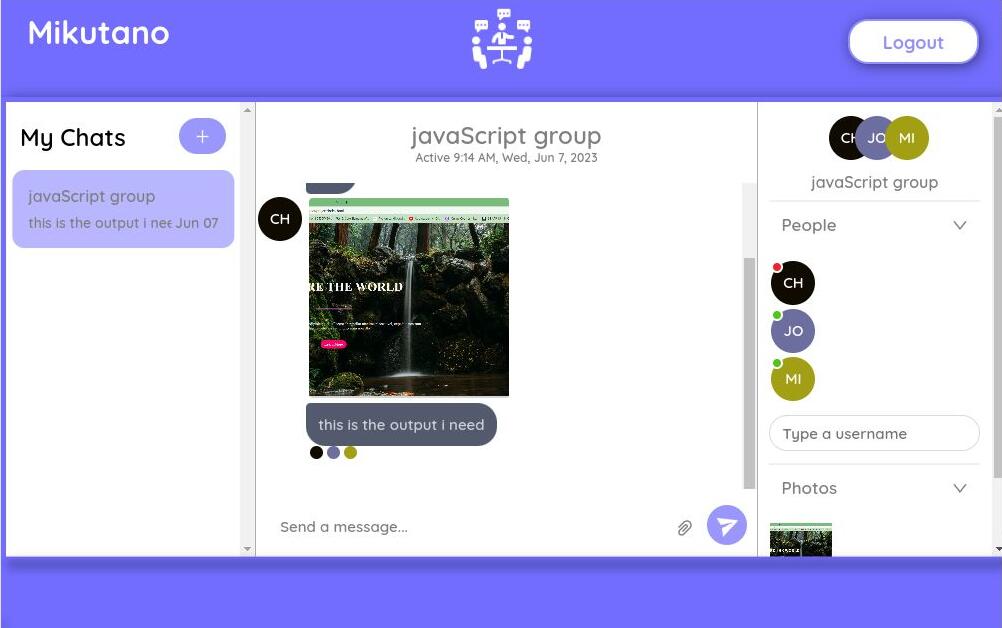 Mikutano
Logout
My Chats
+
javaScript group
this is the output i nee Jun 07
javaScript group
Active 9:14 AM, Wed, Jun 7, 2023
CH
RE THE WORLD
this is the output i need
Send a message...
CH JO MI
javaScript group
People
CH
JO
MI
Type a username
Photos